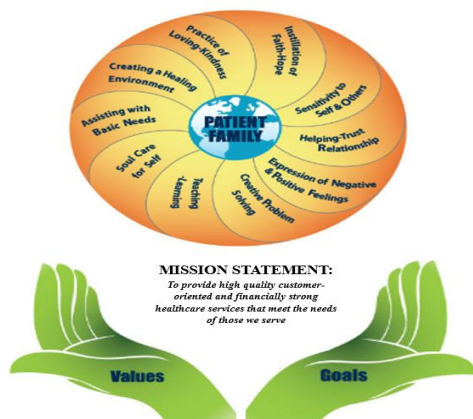 Practice of
Loving-Kindness
Instillation of
Faith-Hope
Sensitivity to
Self & Others
Helping-Trust
Relationship
Expression of Negative
& Positive Feelings
Creative Problem
Solving
Teaching
-Learning
Soul Care
for Self
Assisting with
Basic Needs
Creating a Healing
Environment
PATIENT
FAMILY
MISSION STATEMENT:
To provide high quality customer-
oriented and financially strong
healthcare services that meet the needs
of those we serve
Values
Goals